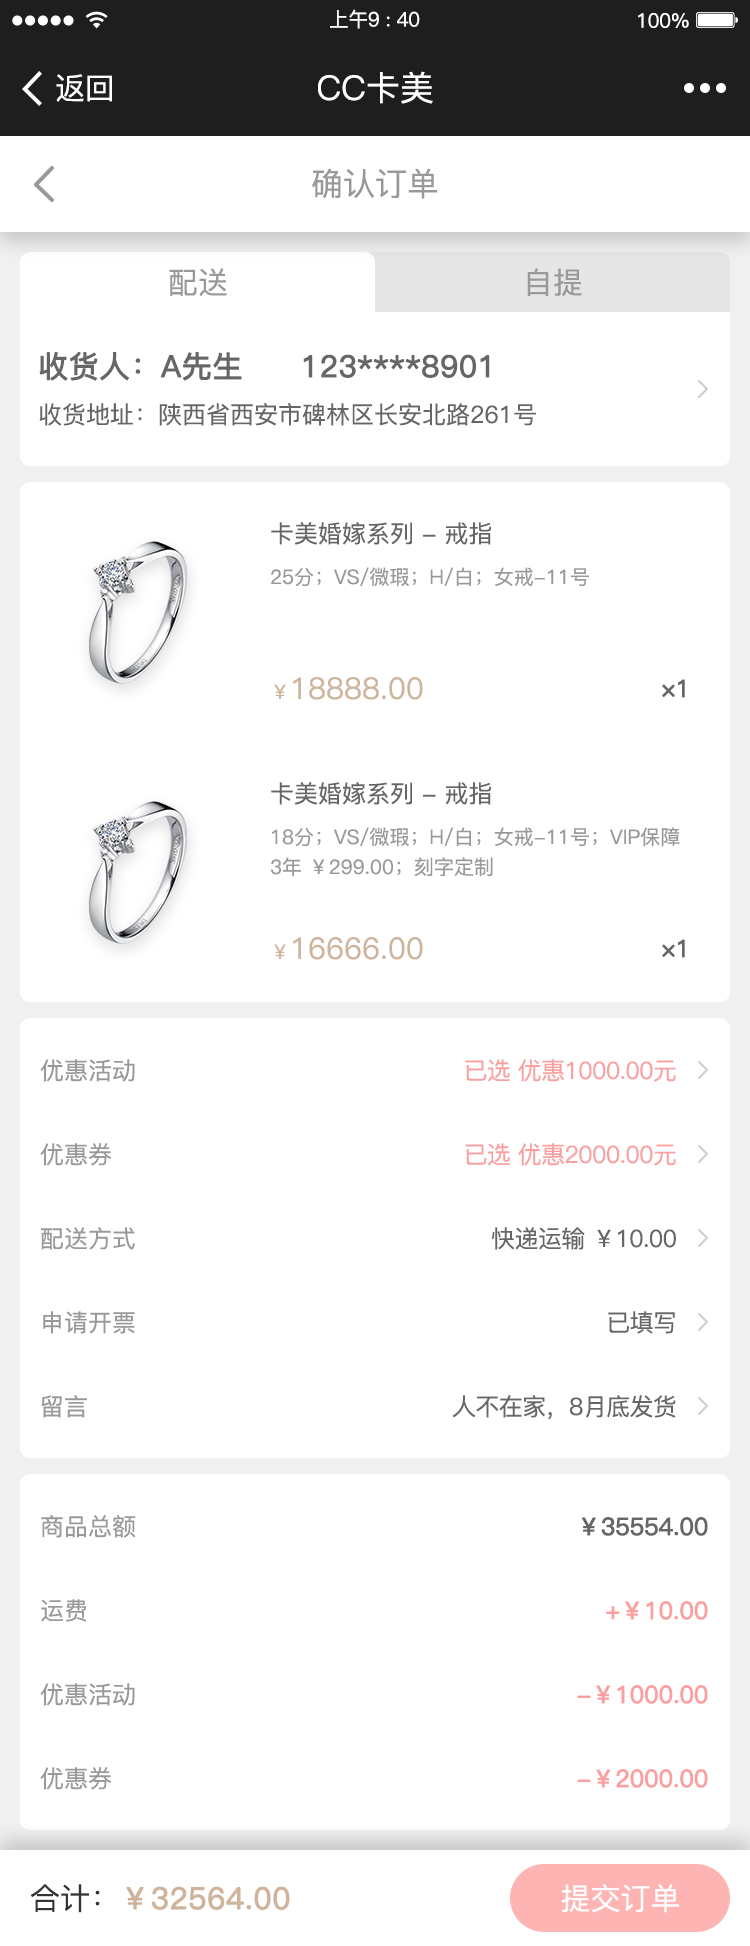 上午9 : 40
100%
返回
CC卡美
确认订单
配送
自提
收货人：A先生 123****8901
收货地址：陕西省西安市碑林区长安北路261号
卡美婚嫁系列 – 戒指
25分；VS/微瑕；H/白；女戒–11号
¥18888.00 ×1
卡美婚嫁系列 – 戒指
18分；VS/微瑕；H/白；女戒–11号；VIP保障
3年 ¥299.00；刻字定制
¥16666.00 ×1
优惠活动 已选 优惠1000.00元
优惠券 已选 优惠2000.00元
配送方式 快递运输 ¥10.00
申请开票 已填写
留言 人不在家，8月底发货
商品总额 ¥35554.00
运费 +¥10.00
优惠活动 –¥1000.00
优惠券 –¥2000.00
合计： ¥32564.00
提交订单